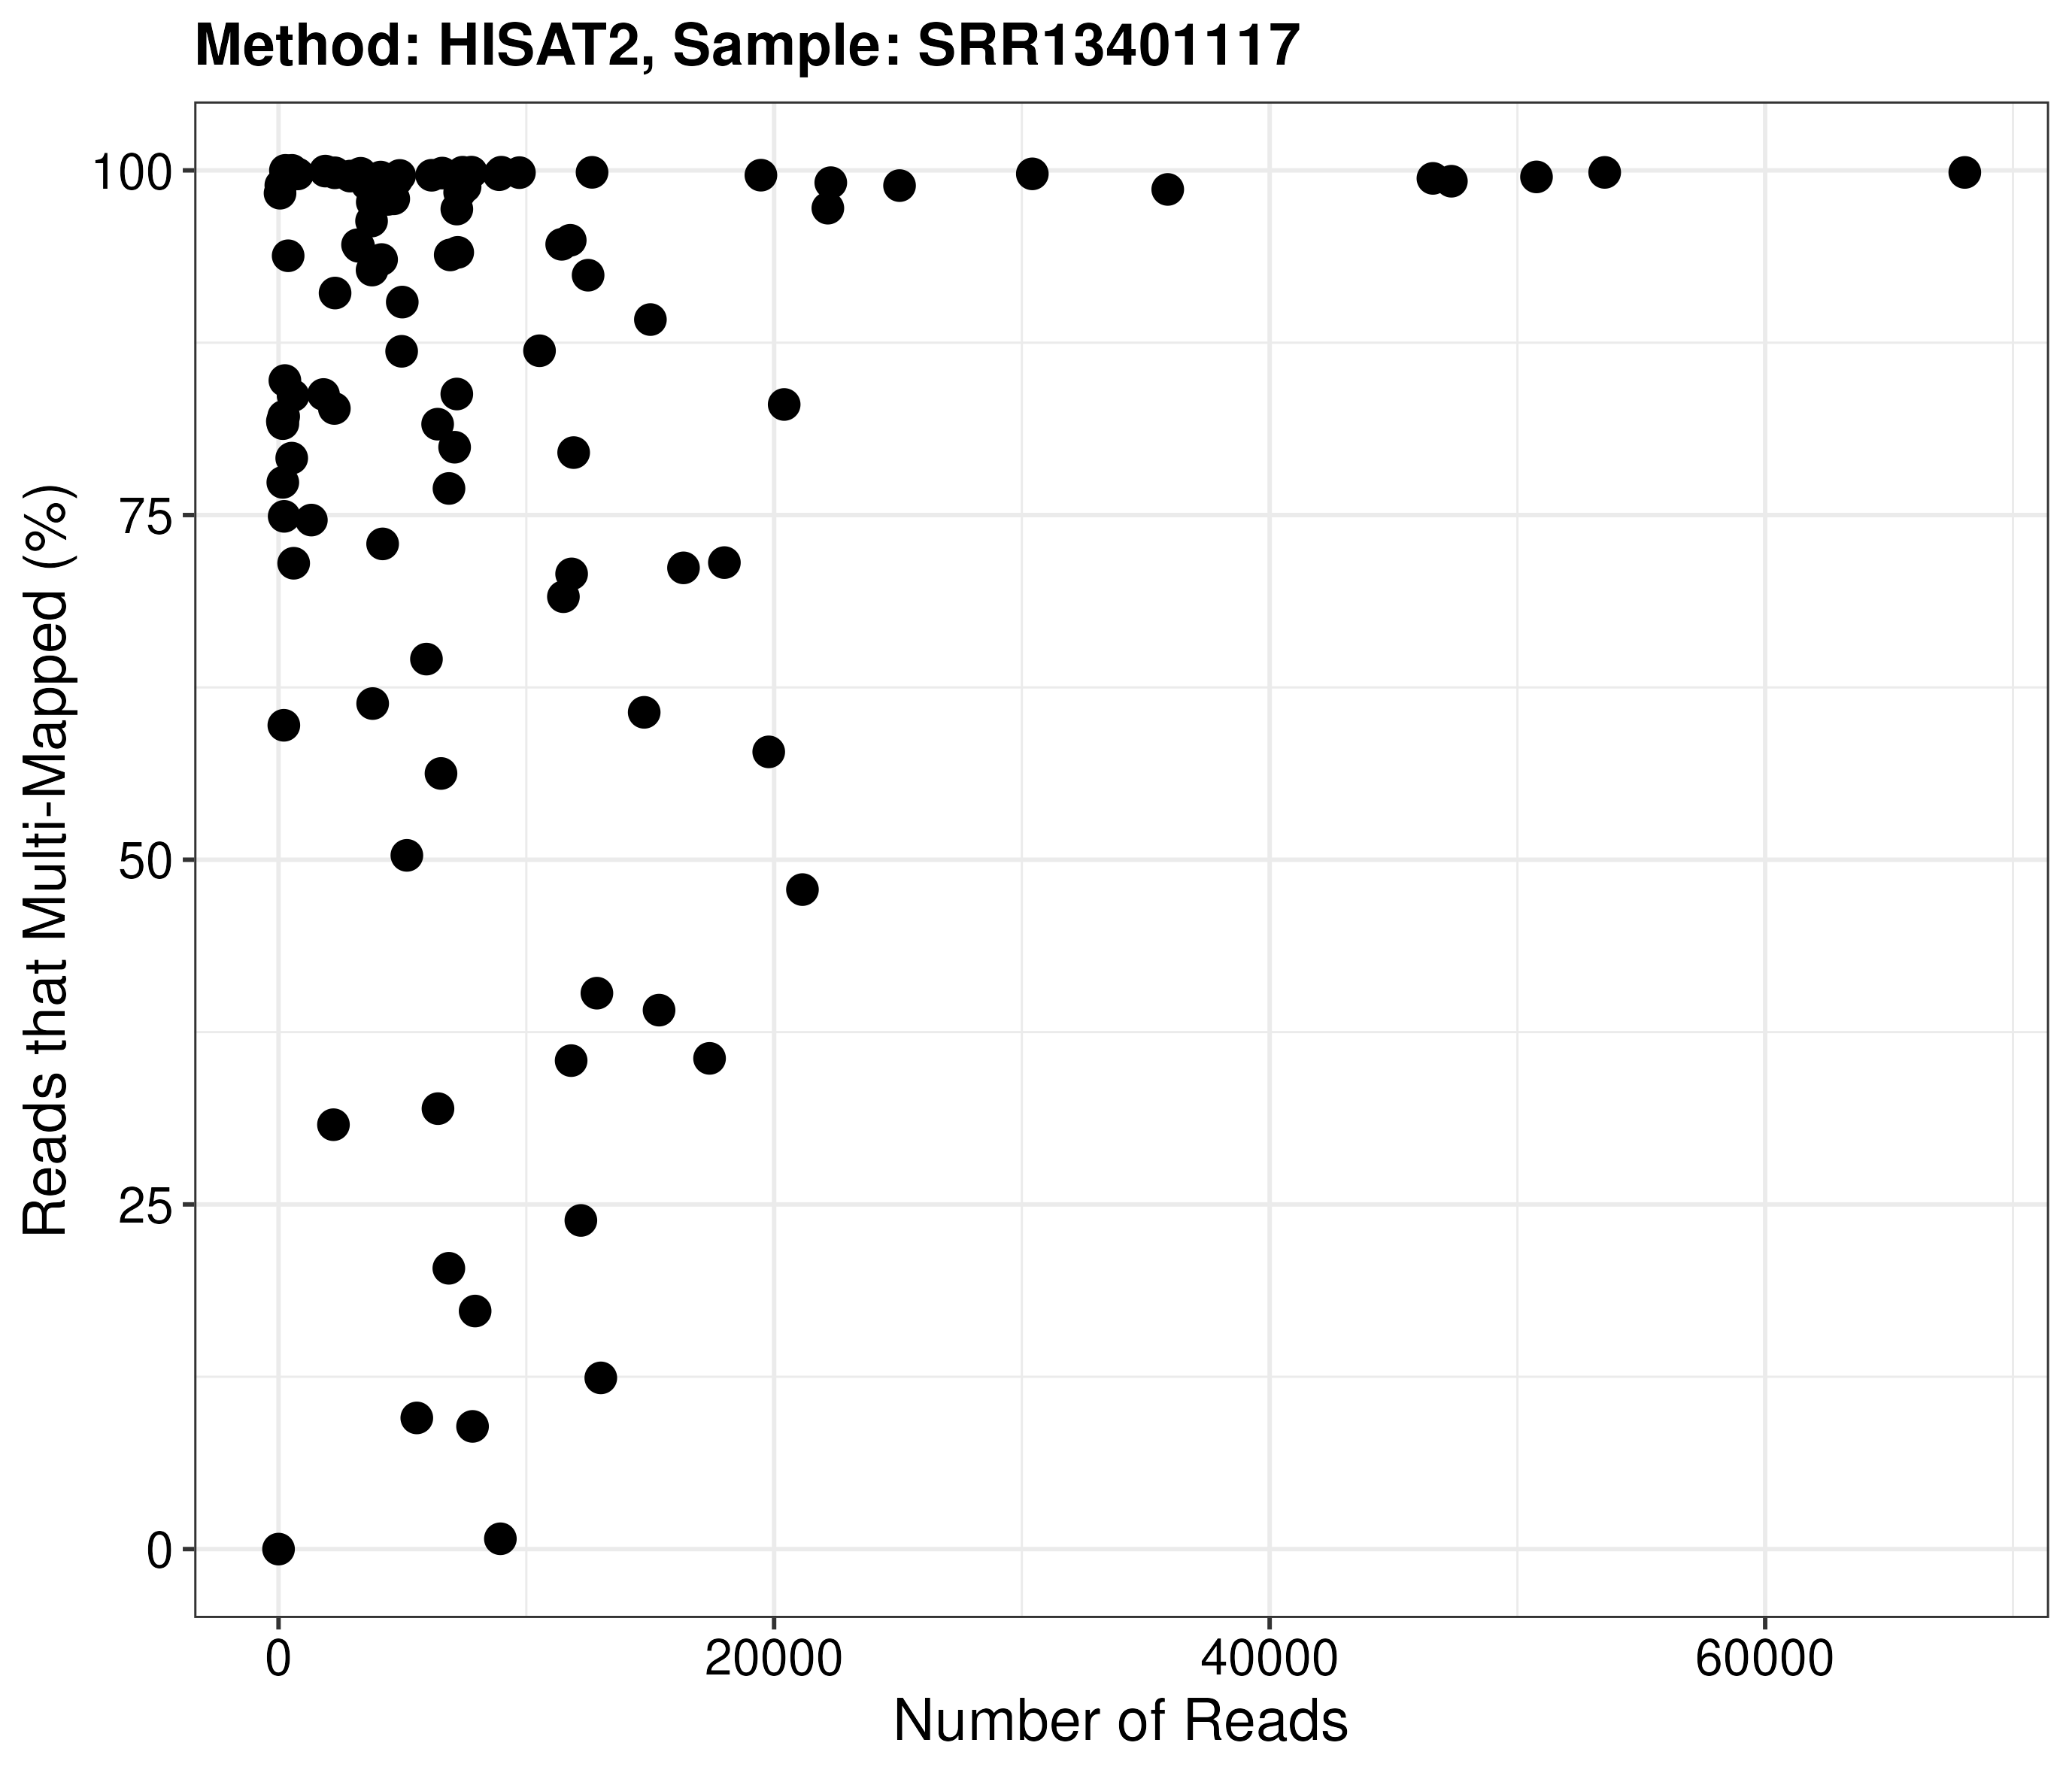 Method: HISAT2, Sample: SRR13401117
Reads that Multi-Mapped (%)
100
75
50
25
0
0 20000 40000 60000
Number of Reads